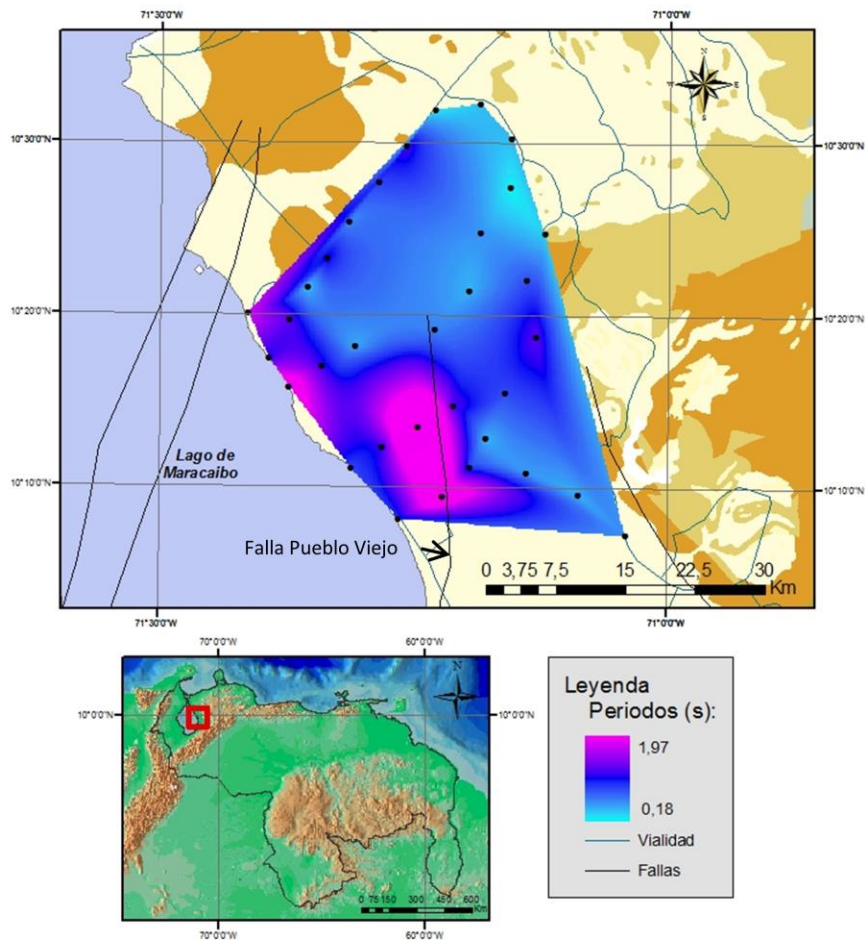 71°30'0"W 71°0'0"W
N
W E
S
10°30'0"N 10°30'0"N
10°20'0"N 10°20'0"N
Lago de
Maracaibo
10°10'0"N 10°10'0"N
Falla Pueblo Viejo
0 3,75 7,5 15 22,5 30
Km
71°30'0"W 71°0'0"W
70°0'0"W 60°0'0"W
N
10°0'0"N 10°0'0"N
0 75 150 300 450 600
Km
70°0'0"W 60°0'0"W
Leyenda
Periodos (s):
1,97
0,18
Vialidad
Fallas